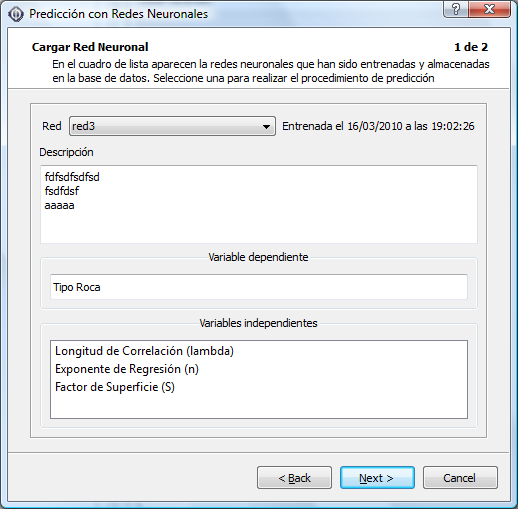 Predicción con Redes Neuronales
Cargar Red Neuronal 1 de 2
En el cuadro de lista aparecen la redes neuronales que han sido entrenadas y almacenadas
en la base de datos. Seleccione una para realizar el procedimiento de predicción
Red red3 Entrenada el 16/03/2010 a las 19:02:26
Descripción
fdfsdfsdfsd
fsdfdsf
aaaaa
Variable dependiente
Tipo Roca
Variables independientes
Longitud de Correlación (lambda)
Exponente de Regresión (n)
Factor de Superficie (S)
< Back Next > Cancel